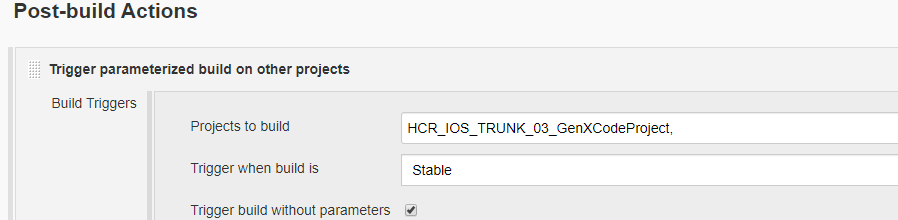 Post-build Actions
Trigger parameterized build on other projects
Build Triggers
Projects to build
HCR_IOS_TRUNK_03_GenXCodeProject,
Trigger when build is
Stable
Trigger build without parameters